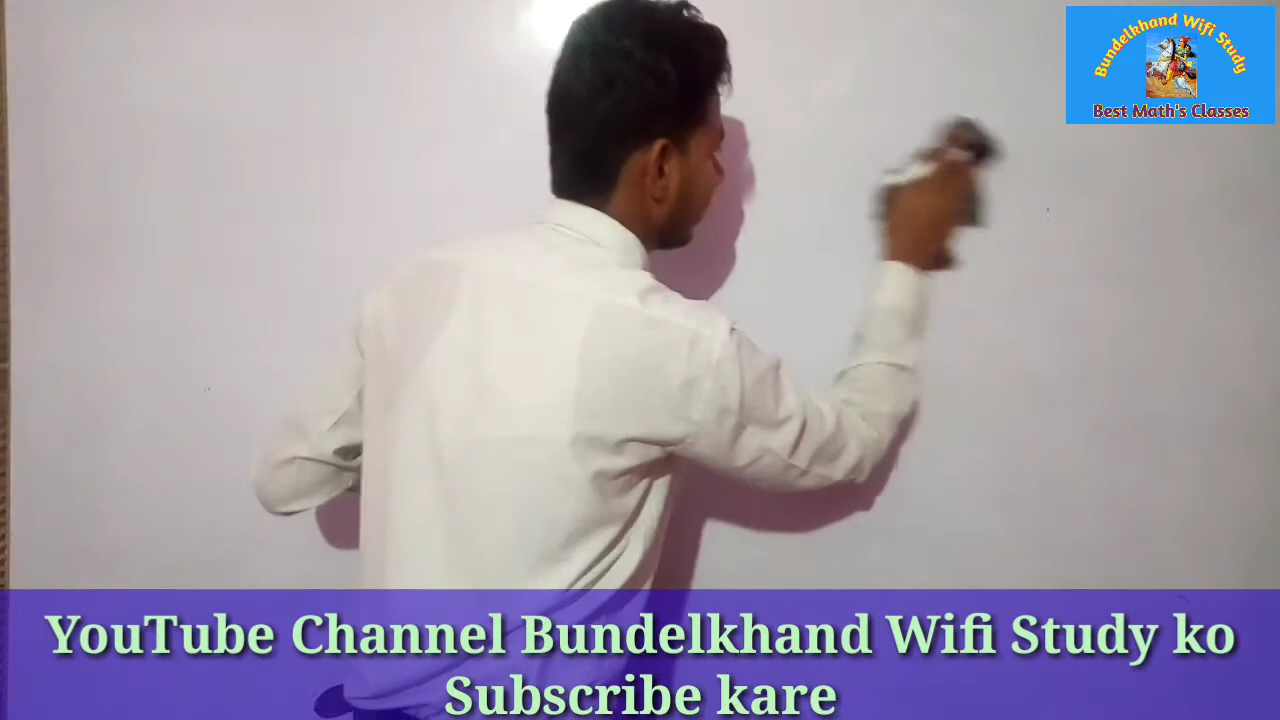 Bundelkhand Wifi Study
Best Math's Classes
YouTube Channel Bundelkhand Wifi Study ko
Subscribe kare